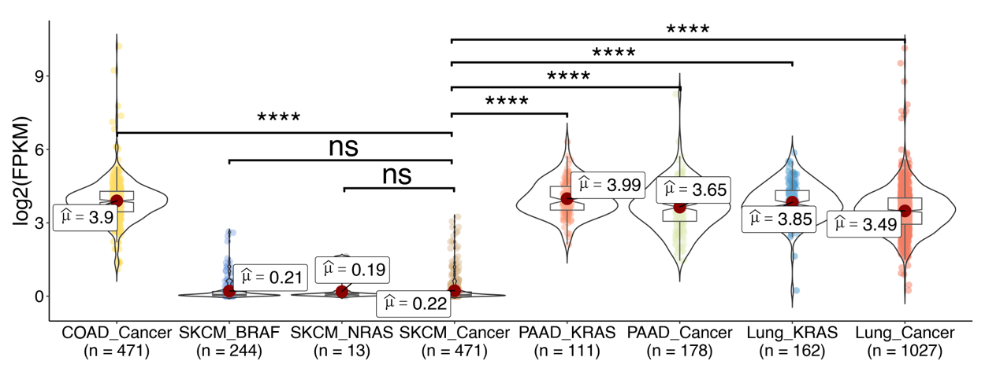 ****
****
9
****
****
****
ns
6
ns
log2(FPKM)
μ̂ = 3.99
μ̂ = 3.65
μ̂ = 3.9
3
μ̂ = 3.85
μ̂ = 3.49
μ̂ = 0.21
μ̂ = 0.19
μ̂ = 0.22
0
COAD_Cancer SKCM_BRAF SKCM_NRAS SKCM_Cancer PAAD_KRAS PAAD_Cancer Lung_KRAS Lung_Cancer
(n = 471) (n = 244) (n = 13) (n = 471) (n = 111) (n = 178) (n = 162) (n = 1027)